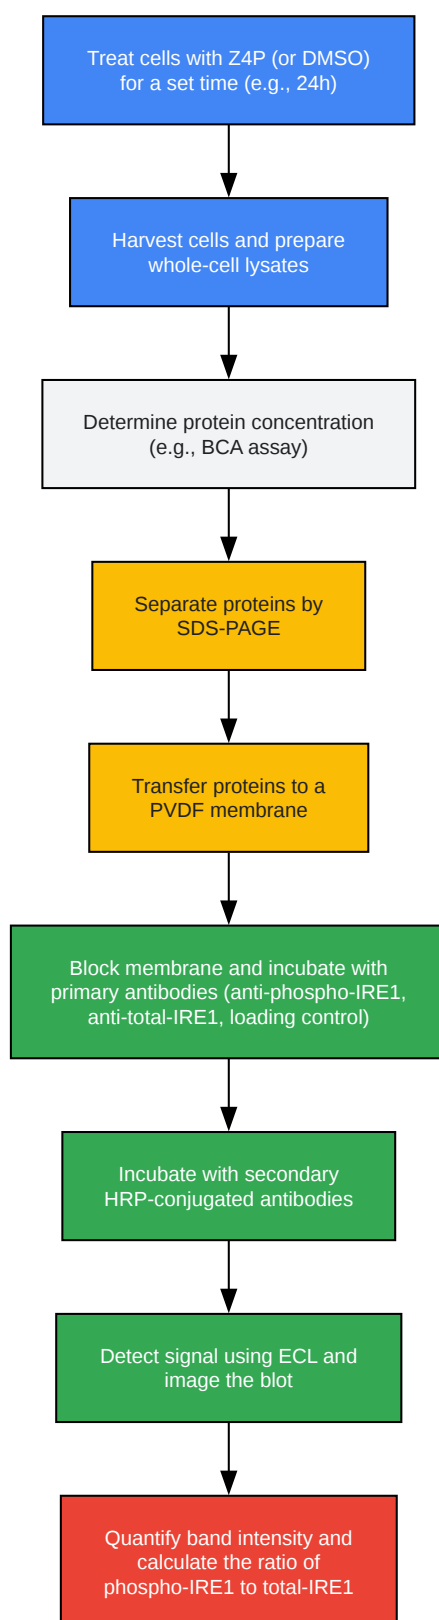 Treat cells with Z4P (or DMSO)
for a set time (e.g., 24h)
Harvest cells and prepare
whole-cell lysates
Determine protein concentration
(e.g., BCA assay)
Separate proteins by
SDS-PAGE
Transfer proteins to a
PVDF membrane
Block membrane and incubate with
primary antibodies (anti-phospho-IRE1,
anti-total-IRE1, loading control)
Incubate with secondary
HRP-conjugated antibodies
Detect signal using ECL and
image the blot
Quantify band intensity and
calculate the ratio of
phospho-IRE1 to total-IRE1